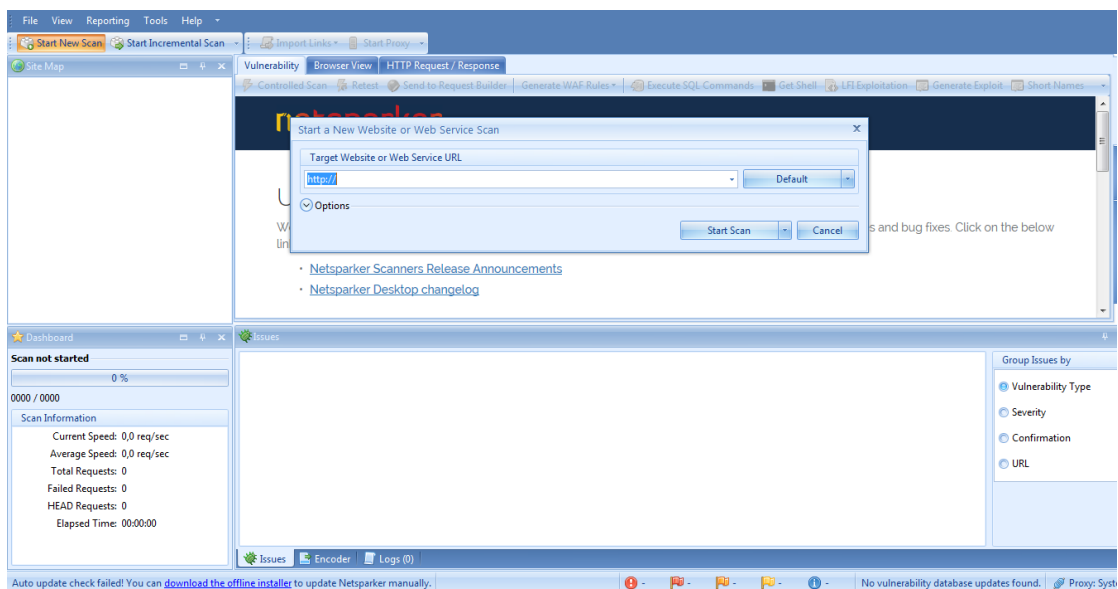 File View Reporting Tools Help
Start New Scan Start Incremental Scan Import Links Start Proxy
Site Map
Vulnerability Browser View HTTP Request / Response
Controlled Scan Retest Send to Request Builder Generate WAF Rules Execute SQL Commands Get Shell LFI Exploitation Generate Exploit Short Names
netsparker
Start a New Website or Web Service Scan
Target Website or Web Service URL
http://
Default
Options
Start Scan Cancel
s and bug fixes. Click on the below
Netsparker Scanners Release Announcements
Netsparker Desktop changelog
Dashboard
Scan not started
0 %
0000 / 0000
Scan Information
Current Speed: 0,0 req/sec
Average Speed: 0,0 req/sec
Total Requests: 0
Failed Requests: 0
HEAD Requests: 0
Elapsed Time: 00:00:00
Issues
Group Issues by
Vulnerability Type
Severity
Confirmation
URL
Issues Encoder Logs (0)
Auto update check failed! You can download the offline installer to update Netsparker manually.
- - - - -
No vulnerability database updates found.
Proxy: Syst